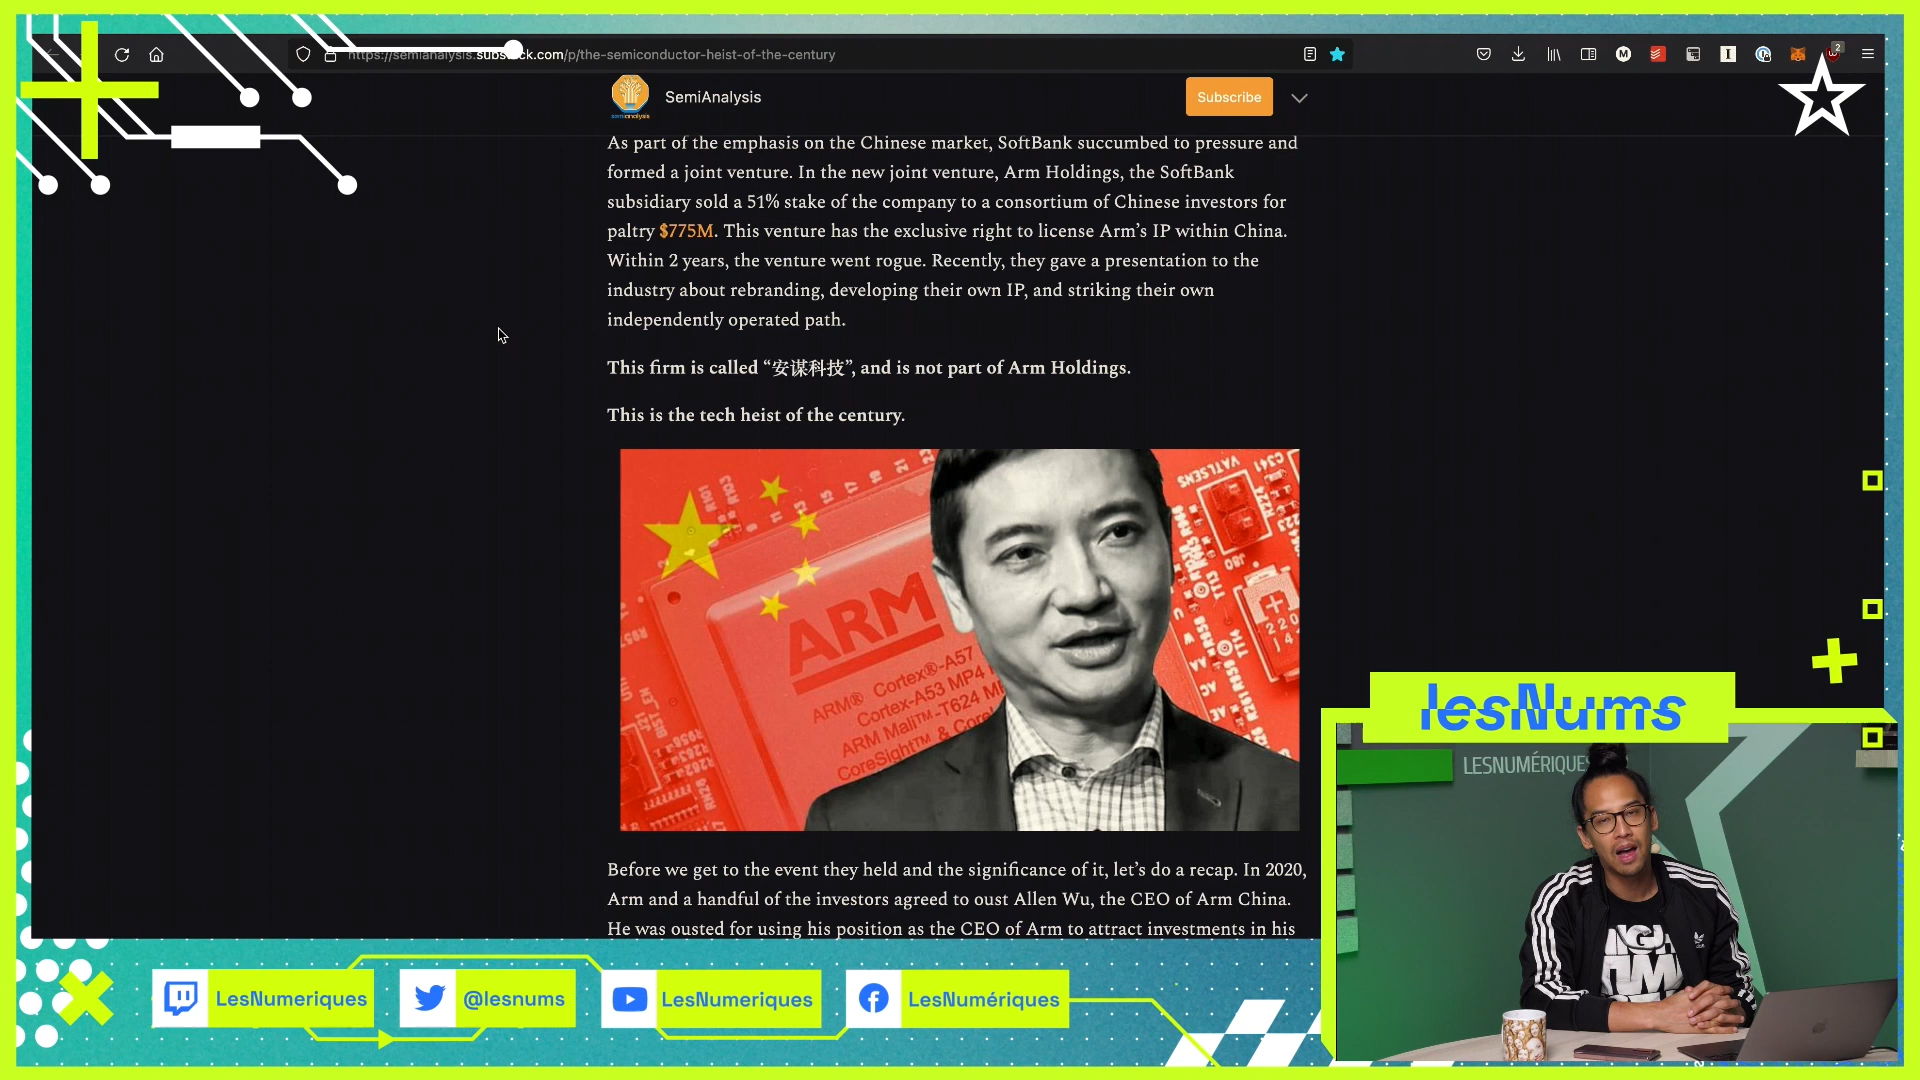 https://semianalysis.substack.com/p/the-semiconductor-heist-of-the-century
2
SemiAnalysis
Subscribe
As part of the emphasis on the Chinese market, SoftBank succumbed to pressure and
formed a joint venture. In the new joint venture, Arm Holdings, the SoftBank
subsidiary sold a 51% stake of the company to a consortium of Chinese investors for
paltry $775M. This venture has the exclusive right to license Arm’s IP within China.
Within 2 years, the venture went rogue. Recently, they gave a presentation to the
industry about rebranding, developing their own IP, and striking their own
independently operated path.
This firm is called “安谋科技”, and is not part of Arm Holdings.
This is the tech heist of the century.
ARM
ARM® Cortex®-A57
Cortex-A53 MP4
ARM Mali™-T624 M
CoreSight™ & Core
Before we get to the event they held and the significance of it, let’s do a recap. In 2020,
Arm and a handful of the investors agreed to oust Allen Wu, the CEO of Arm China.
He was ousted for using his position as the CEO of Arm to attract investments in his
lesNums
LESNUMÉRIQUE
LesNumeriques
@lesnums
LesNumeriques
LesNumériques